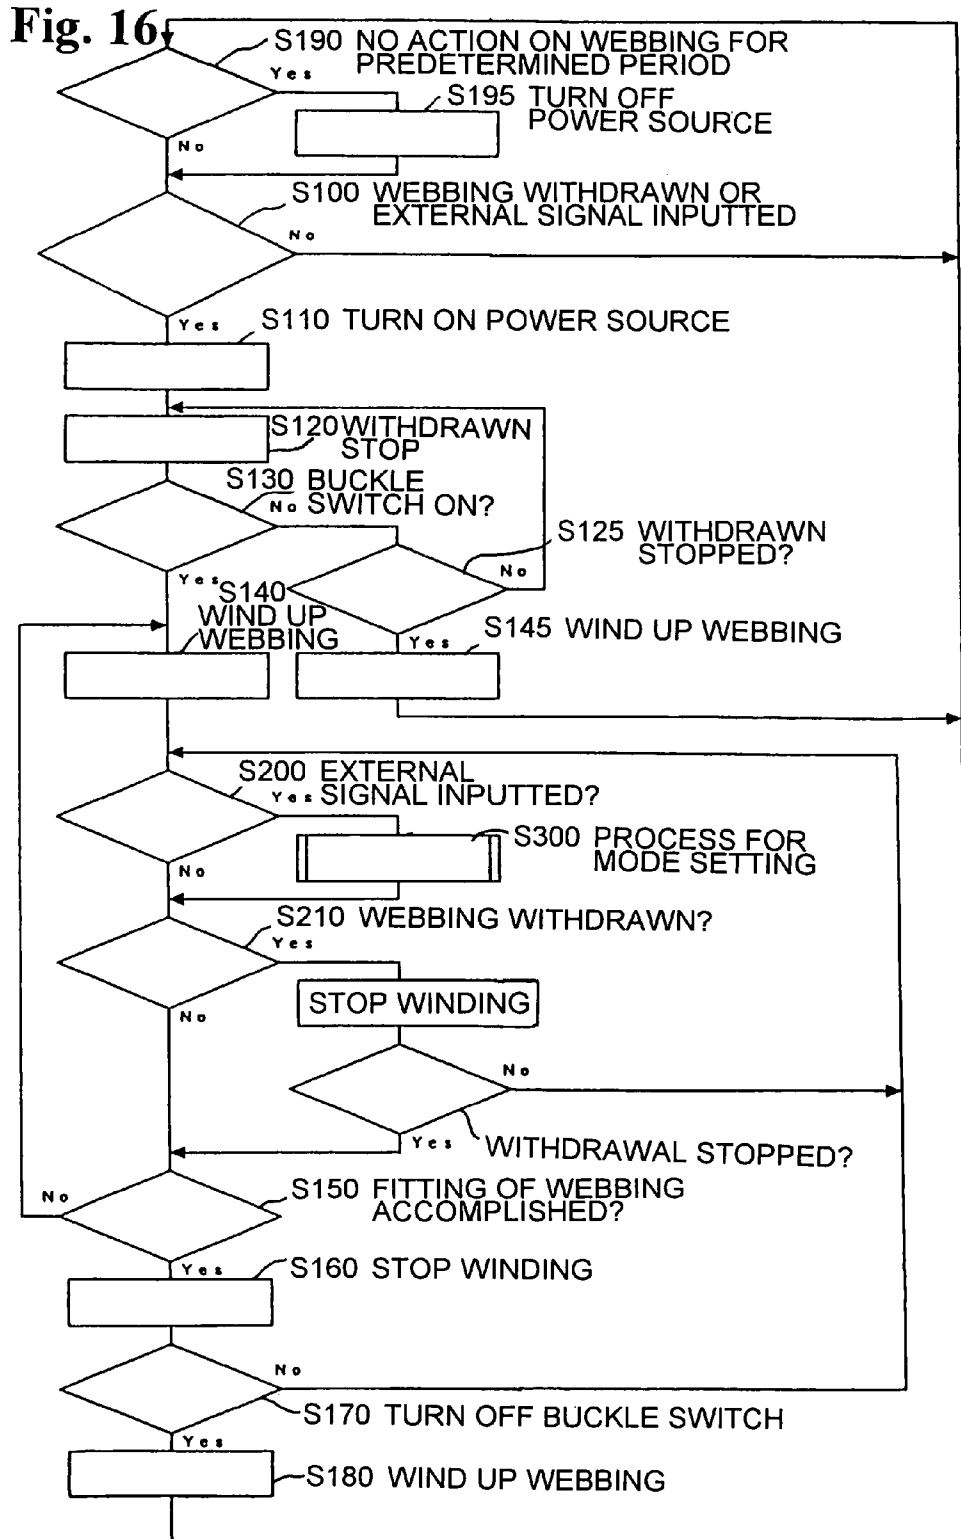 Fig. 16
S190 NO ACTION ON WEBBING FOR
PREDETERMINED PERIOD
Yes
S195 TURN OFF
POWER SOURCE
No
S100 WEBBING WITHDRAWN OR
EXTERNAL SIGNAL INPUTTED
No
Yes
S110 TURN ON POWER SOURCE
S120 WITHDRAWN
STOP
S130 BUCKLE
No SWITCH ON?
S125 WITHDRAWN
STOPPED?
No
Yes S140
WIND UP
WEBBING
Yes
S145 WIND UP WEBBING
S200 EXTERNAL
Yes SIGNAL INPUTTED?
S300 PROCESS FOR
MODE SETTING
No
S210 WEBBING WITHDRAWN?
Yes
STOP WINDING
No
No
Yes
WITHDRAWAL STOPPED?
No
S150 FITTING OF WEBBING
ACCOMPLISHED?
Yes
S160 STOP WINDING
No
S170 TURN OFF BUCKLE SWITCH
Yes
S180 WIND UP WEBBING